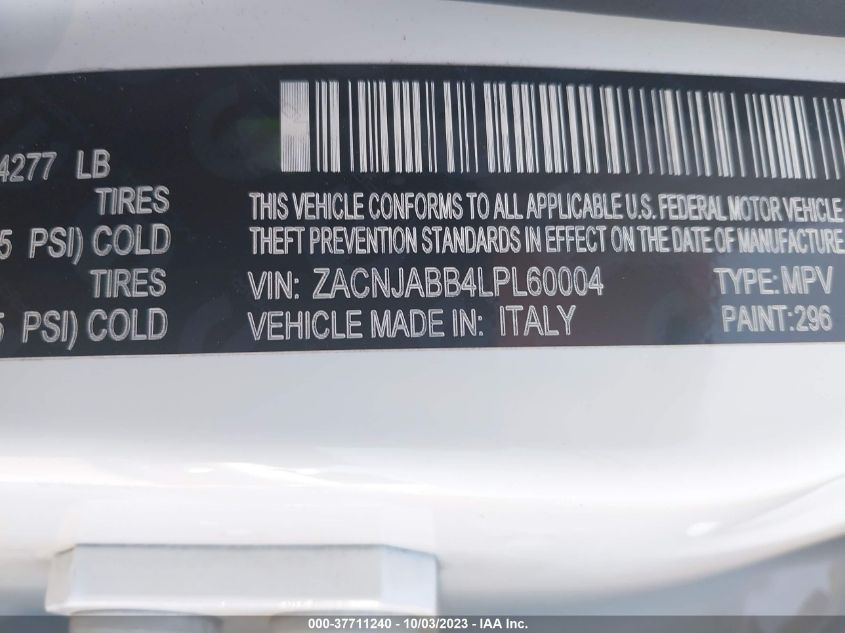 4277 LB
TIRES
5 PSI) COLD
TIRES
5 PSI) COLD
THIS VEHICLE CONFORMS TO ALL APPLICABLE U.S. FEDERAL MOTOR VEHICLE
THEFT PREVENTION STANDARDS IN EFFECT ON THE DATE OF MANUFACTURE
VIN: ZACNJABB4LPL60004 TYPE: MPV
VEHICLE MADE IN: ITALY PAINT:296
000-37711240 - 10/03/2023 - IAA Inc.